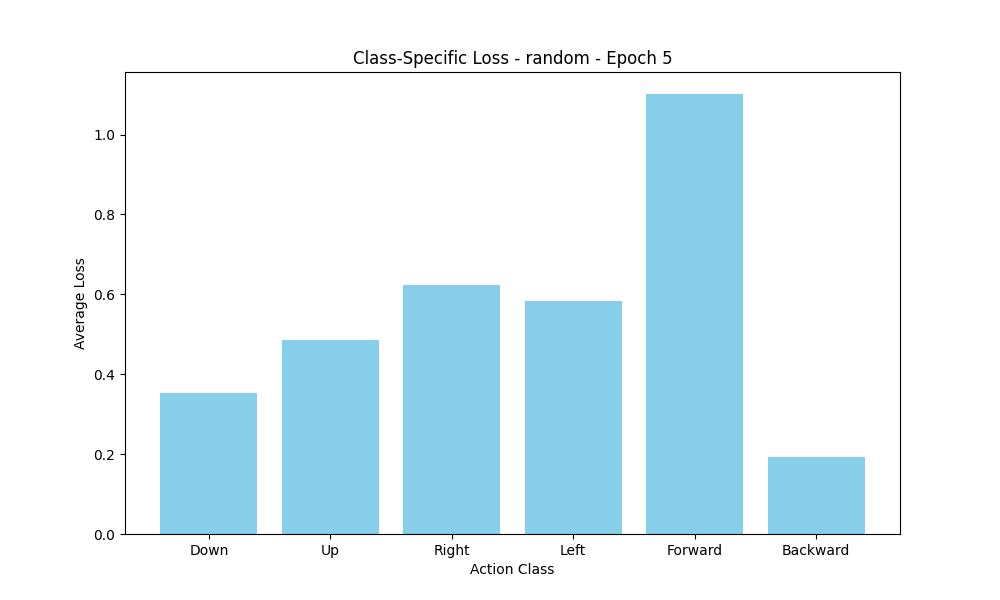 Class-Specific Loss - random - Epoch 5
1.0
0.8
0.6
0.4
0.2
0.0
Average Loss
Down Up Right Left Forward Backward
Action Class